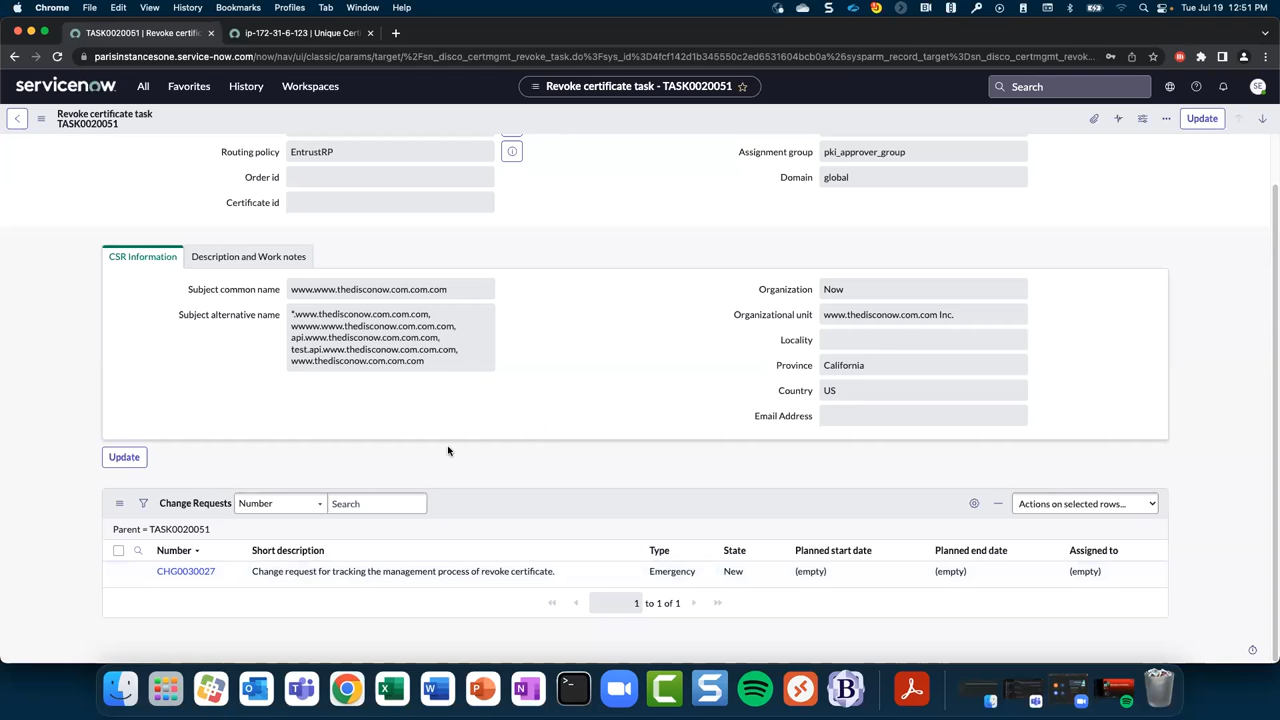 Chrome File Edit View History Bookmarks Profiles Tab Window Help Tue Jul 19 12:51 PM
TASK0020051 | Revoke certific ip-172-31-6-123 | Unique Cert
parisinstancesone.service-now.com/now/nav/ui/classic/params/target/%2Fsn_disco_certmgmt_revoke_task.do%3Fsys_id%3D4fcf142d1b345550c2ed6531604bcb0a%26sysparm_record_target%3Dsn_disco_certmgmt_revok...
servicenow All Favorites History Workspaces Revoke certificate task - TASK0020051 Search SE
Revoke certificate task
TASK0020051
Update
Routing policy EntrustRP Assignment group pki_approver_group
Order id Domain global
Certificate id
CSR Information Description and Work notes
Subject common name www.www.thedisconow.com.com.com Organization Now
Subject alternative name *.www.thedisconow.com.com.com, Organizational unit www.thedisconow.com.com Inc.
wwww.www.thedisconow.com.com.com,
api.www.thedisconow.com.com.com, Locality
test.api.www.thedisconow.com.com.com,
www.thedisconow.com.com.com Province California
Country US
Email Address
Update
Change Requests Number Search Actions on selected rows...
Parent = TASK0020051
Number Short description Type State Planned start date Planned end date Assigned to
CHG0030027 Change request for tracking the management process of revoke certificate. Emergency New (empty) (empty) (empty)
1 to 1 of 1